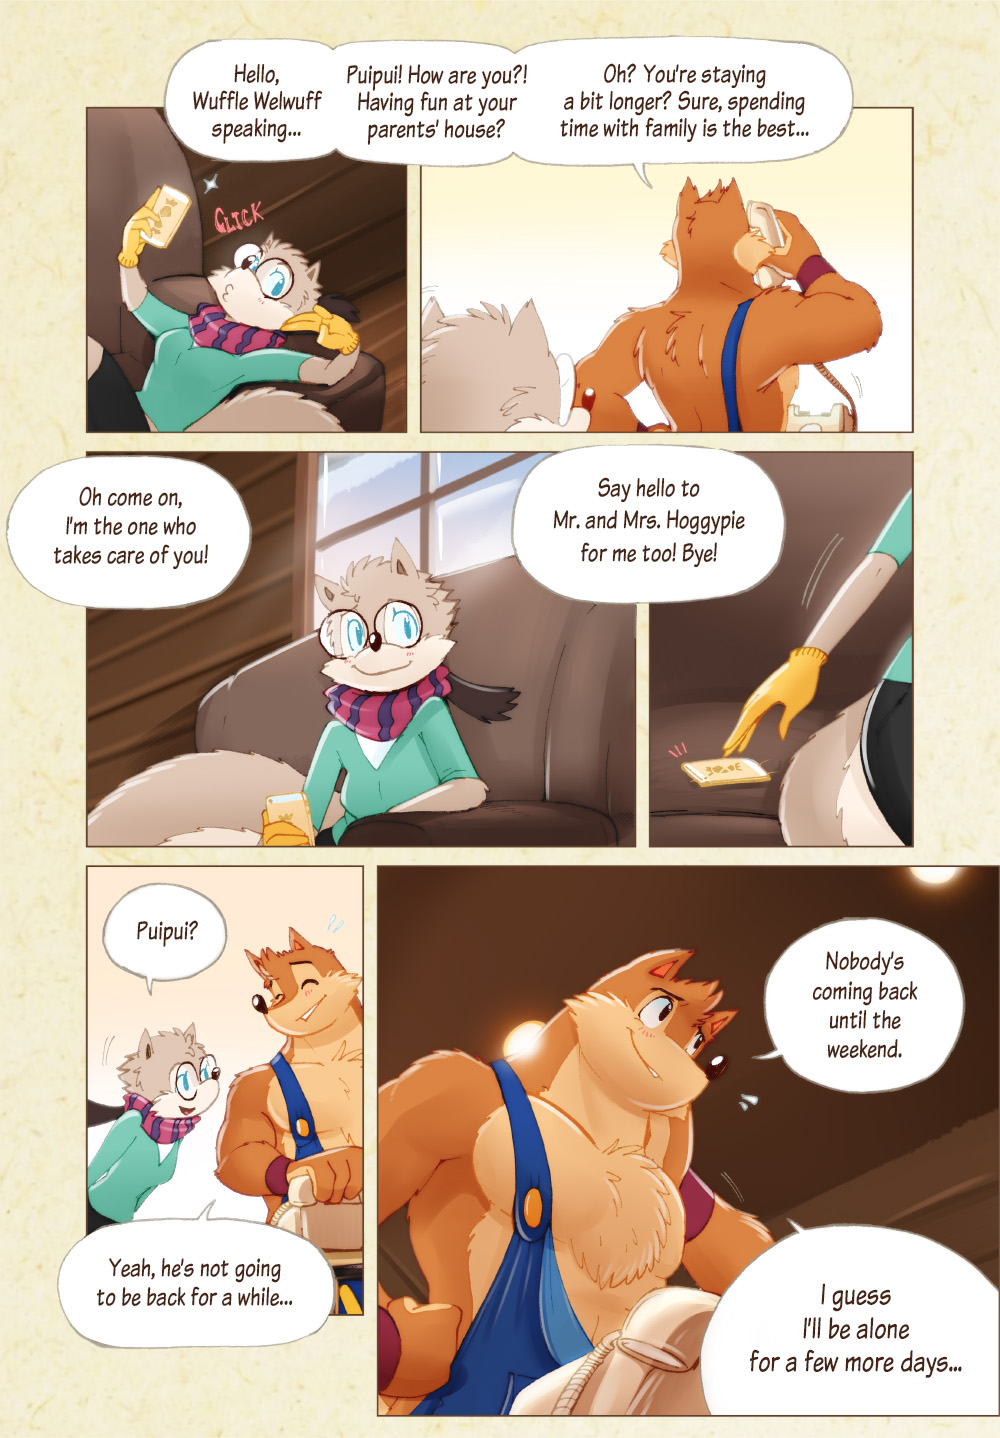 Hello,
Wuffle Welwuff
speaking...
Puipui! How are you?!
Having fun at your
parents' house?
Oh? You're staying
a bit longer? Sure, spending
time with family is the best...
CLICK
Oh come on,
I'm the one who
takes care of you!
Say hello to
Mr. and Mrs. Hoggypie
for me too! Bye!
Puipui?
Yeah, he's not going
to be back for a while...
Nobody's
coming back
until the
weekend.
I guess
I'll be alone
for a few more days...